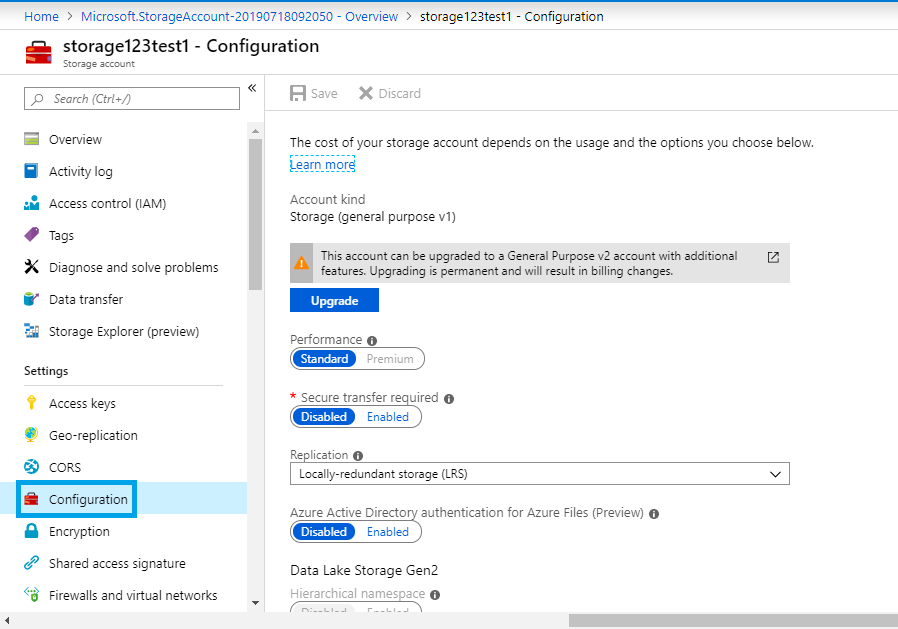 Home > Microsoft.StorageAccount-20190718092050 - Overview > storage123test1 - Configuration
storage123test1 - Configuration
Storage account
Search (Ctrl+/)
Overview
Activity log
Access control (IAM)
Tags
Diagnose and solve problems
Data transfer
Storage Explorer (preview)
Settings
Access keys
Geo-replication
CORS
Configuration
Encryption
Shared access signature
Firewalls and virtual networks
Save Discard
The cost of your storage account depends on the usage and the options you choose below.
Learn more
Account kind
Storage (general purpose v1)
This account can be upgraded to a General Purpose v2 account with additional
features. Upgrading is permanent and will result in billing changes.
Upgrade
Performance
Standard Premium
* Secure transfer required
Disabled Enabled
Replication
Locally-redundant storage (LRS)
Azure Active Directory authentication for Azure Files (Preview)
Disabled Enabled
Data Lake Storage Gen2
Hierarchical namespace
Disabled Enabled